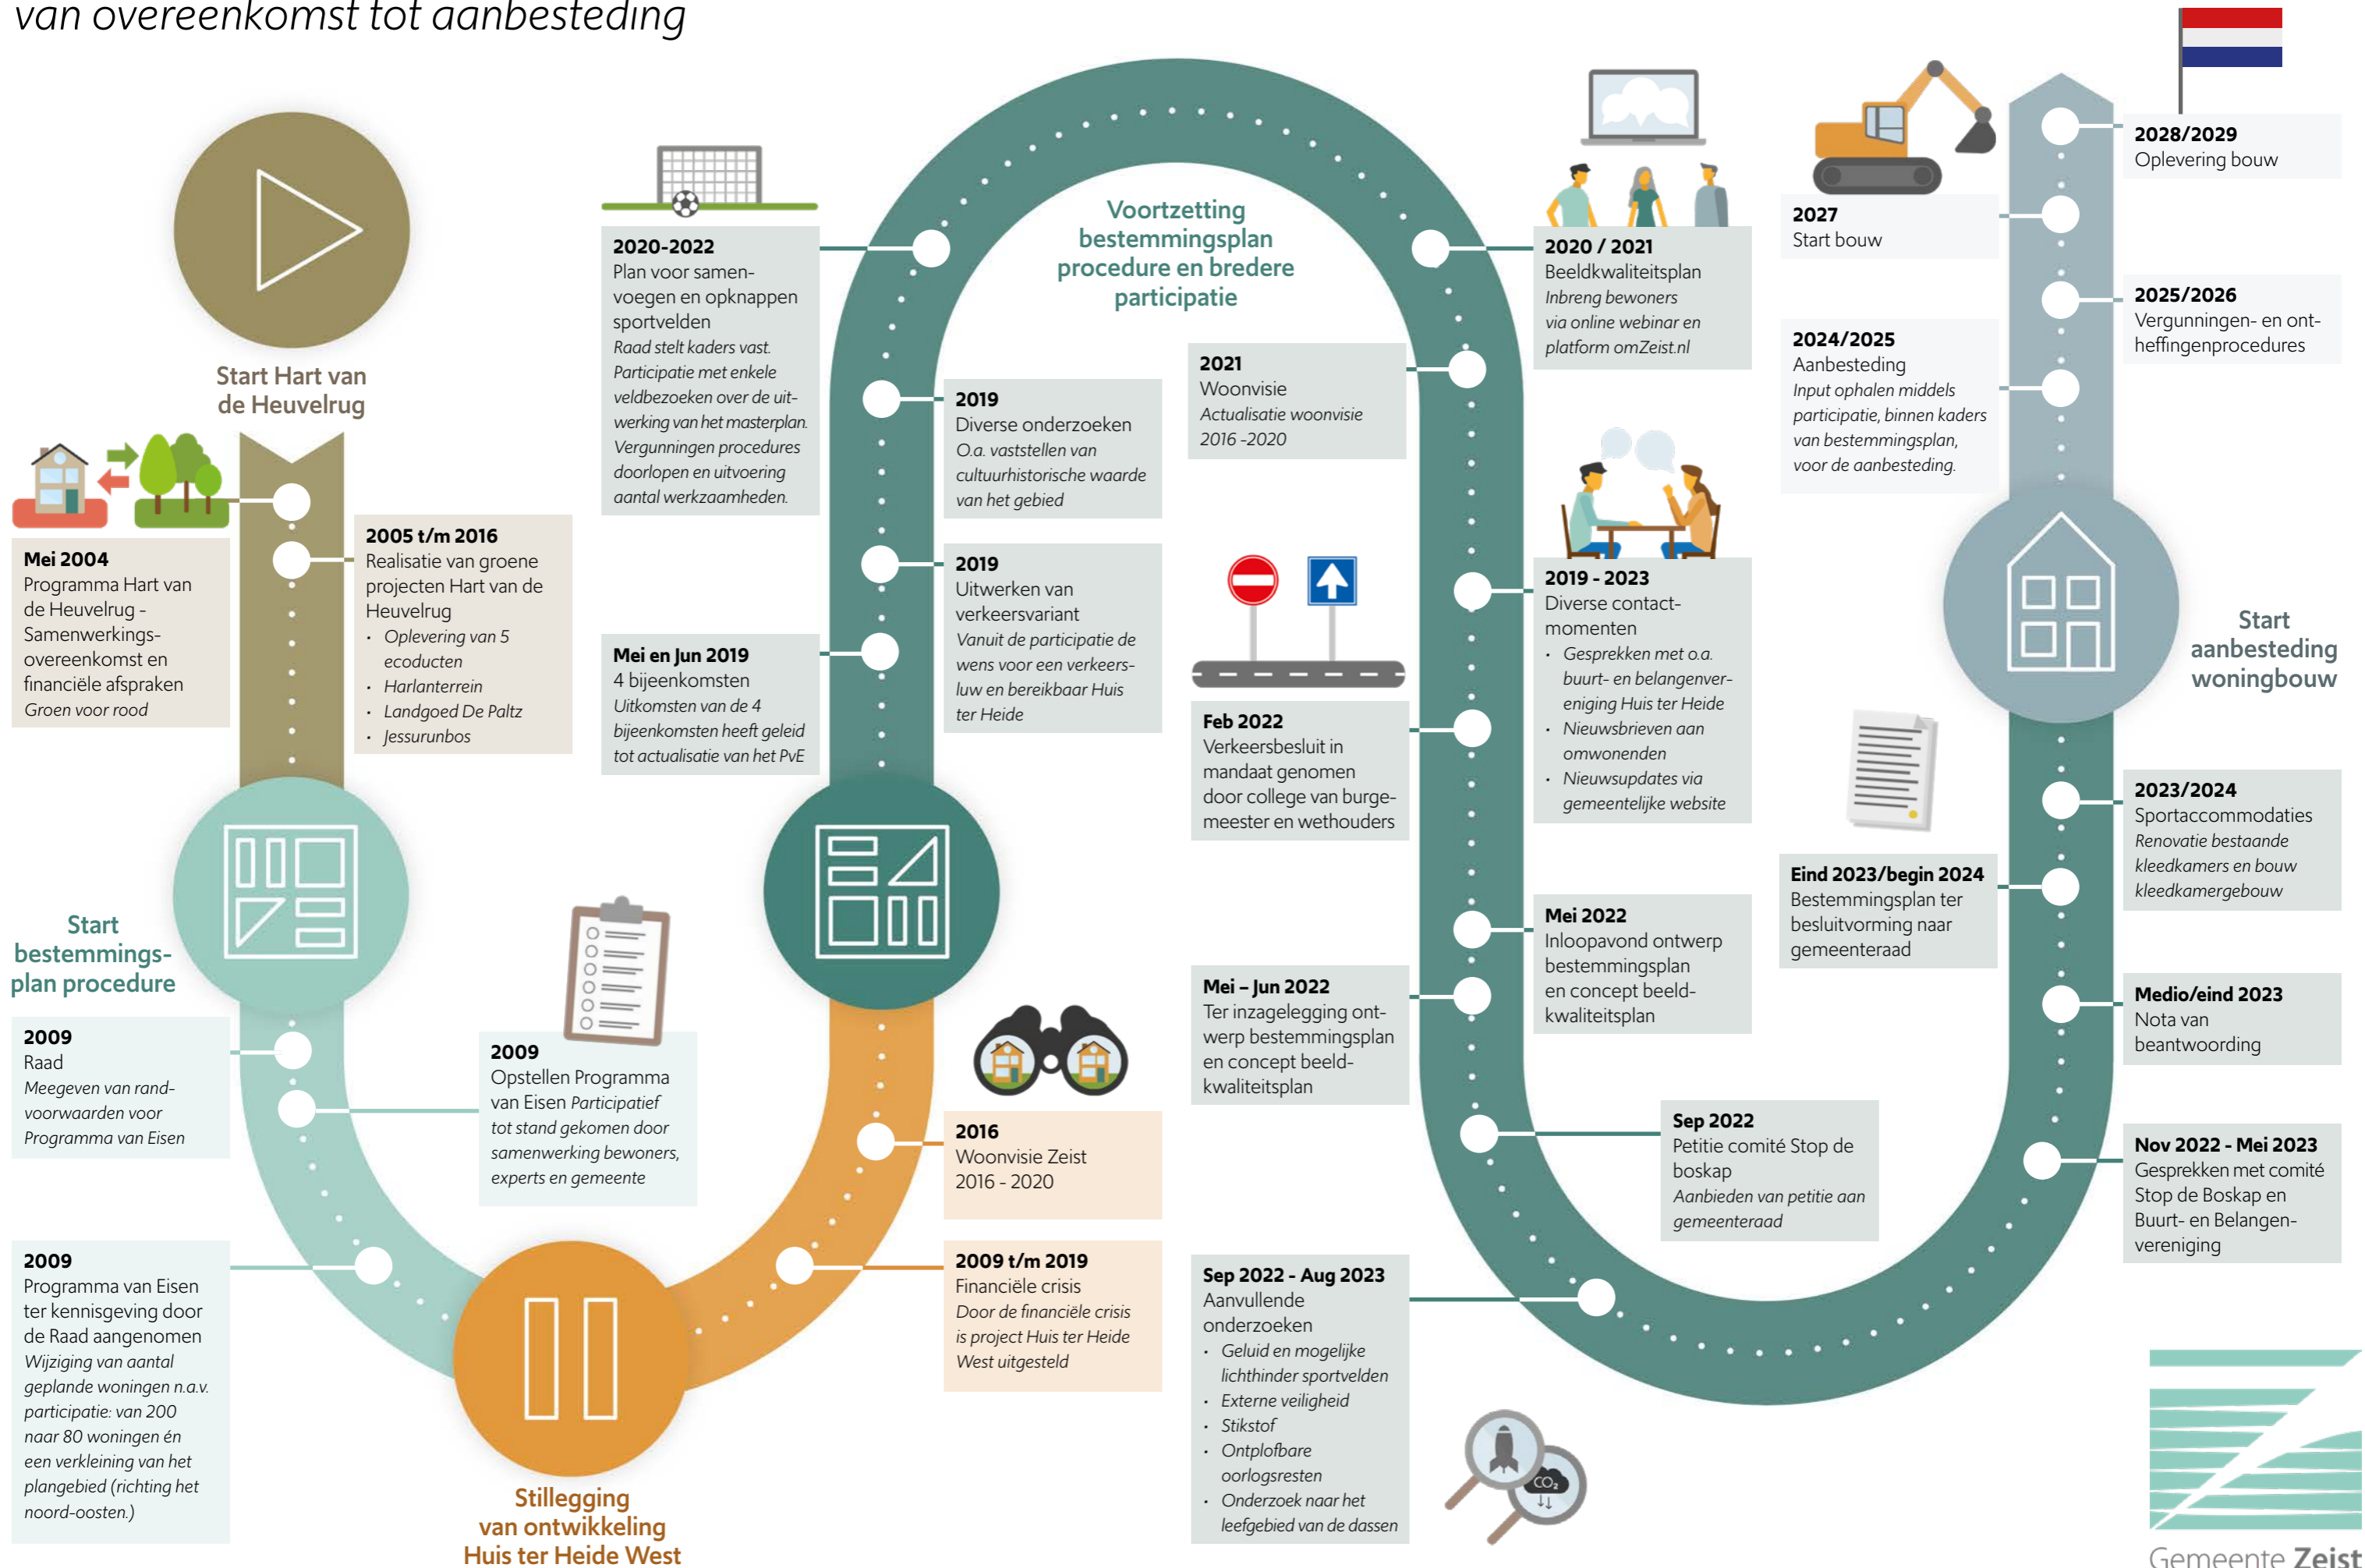 van overeenkomst tot aanbesteding
Start Hart van
de Heuvelrug
Mei 2004
Programma Hart van
de Heuvelrug -
Samenwerkings-
overeenkomst en
financiële afspraken
Groen voor rood
2005 t/m 2016
Realisatie van groene
projecten Hart van de
Heuvelrug
· Oplevering van 5
ecoducten
· Harlanterrein
· Landgoed De Paltz
· Jessurunbos
Start
bestemmings-
plan procedure
2009
Raad
Meegeven van rand-
voorwaarden voor
Programma van Eisen
2009
Opstellen Programma
van Eisen Participatief
tot stand gekomen door
samenwerking bewoners,
experts en gemeente
2009
Programma van Eisen
ter kennisgeving door
de Raad aangenomen
Wijziging van aantal
geplande woningen n.a.v.
participatie: van 200
naar 80 woningen én
een verkleining van het
plangebied (richting het
noord-oosten.)
Stillegging
van ontwikkeling
Huis ter Heide West
2009 t/m 2019
Financiële crisis
Door de financiële crisis
is project Huis ter Heide
West uitgesteld
2016
Woonvisie Zeist
2016 - 2020
Mei en Jun 2019
4 bijeenkomsten
Uitkomsten van de 4
bijeenkomsten heeft geleid
tot actualisatie van het PvE
2019
Uitwerken van
verkeersvariant
Vanuit de participatie de
wens voor een verkeers-
luw en bereikbaar Huis
ter Heide
2019
Diverse onderzoeken
O.a. vaststellen van
cultuurhistorische waarde
van het gebied
2020-2022
Plan voor samen-
voegen en opknappen
sportvelden
Raad stelt kaders vast.
Participatie met enkele
veldbezoeken over de uit-
werking van het masterplan.
Vergunningen procedures
doorlopen en uitvoering
aantal werkzaamheden.
Voortzetting
bestemmingsplan
procedure en bredere
participatie
2020 / 2021
Beeldkwaliteitsplan
Inbreng bewoners
via online webinar en
platform omZeist.nl
2021
Woonvisie
Actualisatie woonvisie
2016 -2020
2019 - 2023
Diverse contact-
momenten
· Gesprekken met o.a.
buurt- en belangenver-
eniging Huis ter Heide
· Nieuwsbrieven aan
omwonenden
· Nieuwsupdates via
gemeentelijke website
Feb 2022
Verkeersbesluit in
mandaat genomen
door college van burge-
meester en wethouders
Mei 2022
Inloopavond ontwerp
bestemmingsplan
en concept beeld-
kwaliteitsplan
Mei – Jun 2022
Ter inzagelegging ont-
werp bestemmingsplan
en concept beeld-
kwaliteitsplan
Sep 2022
Petitie comité Stop de
boskap
Aanbieden van petitie aan
gemeenteraad
Sep 2022 - Aug 2023
Aanvullende
onderzoeken
· Geluid en mogelijke
lichthinder sportvelden
· Externe veiligheid
· Stikstof
· Ontplofbare
oorlogsresten
· Onderzoek naar het
leefgebied van de dassen
CO2
Nov 2022 - Mei 2023
Gesprekken met comité
Stop de Boskap en
Buurt- en Belangen-
vereniging
Medio/eind 2023
Nota van
beantwoording
Eind 2023/begin 2024
Bestemmingsplan ter
besluitvorming naar
gemeenteraad
2023/2024
Sportaccommodaties
Renovatie bestaande
kleedkamers en bouw
kleedkamergebouw
Start
aanbesteding
woningbouw
2024/2025
Aanbesteding
Input ophalen middels
participatie, binnen kaders
van bestemmingsplan,
voor de aanbesteding.
2025/2026
Vergunningen- en ont-
heffingenprocedures
2027
Start bouw
2028/2029
Oplevering bouw
Gemeente Zeist